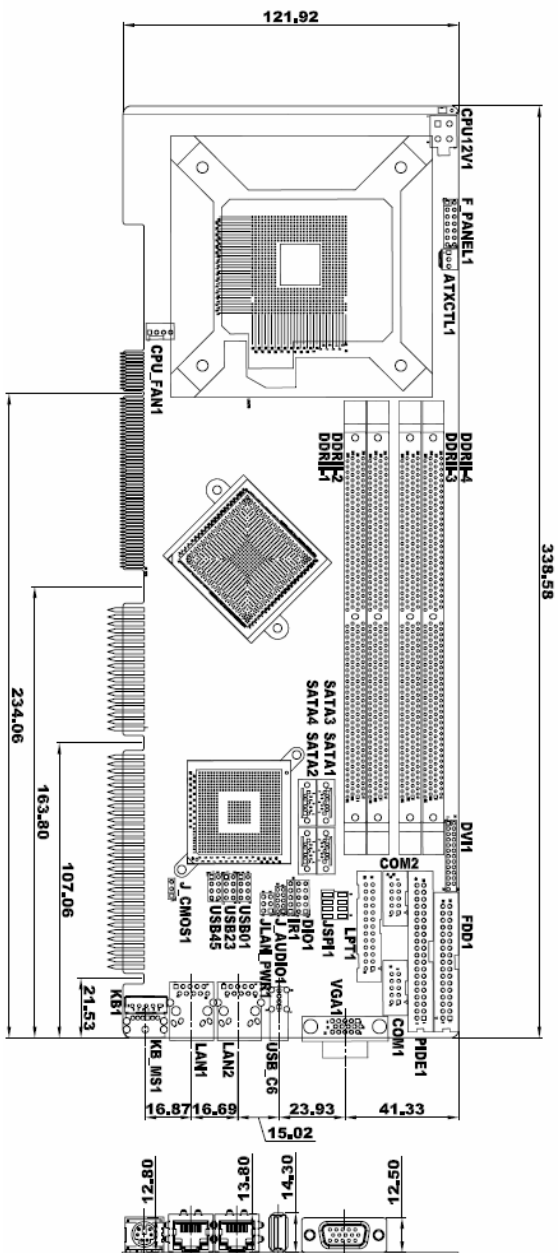 121.92
338.58
CPU12V1
F_PANEL1
ATXCTL1
CPU_FAN1
DDRII-4
DDRII-3
DDRII-2
DDRII-1
234.06
163.80
107.06
21.53
SATA3 SATA1
SATA4 SATA2
DVI1
FDD1
COM2
LPT1
JSPI1
DIO1
IR1
J_AUDIO1
JLAN_PWR1
USB01
USB23
USB45
J_CMOS1
PIDE1
COM1
VGA1
USB_C6
LAN2
LAN1
KB_MS1
KB1
16.87
16.69
23.93
41.33
15.02
12.80
13.80
14.30
12.50